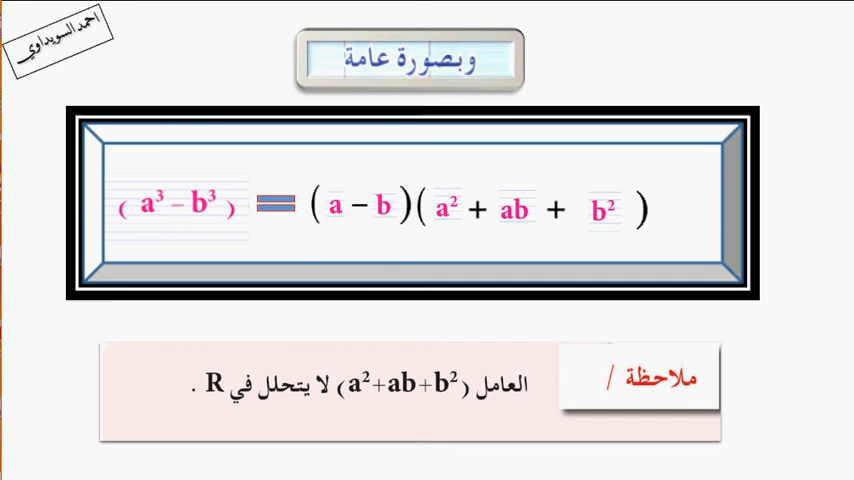 احمد السويداوي
وبصورة عامة
( a³ – b³ ) = (a – b)(a² + ab + b²)
ملاحظة /
العامل (a²+ab+b²) لا يتحلل في R .